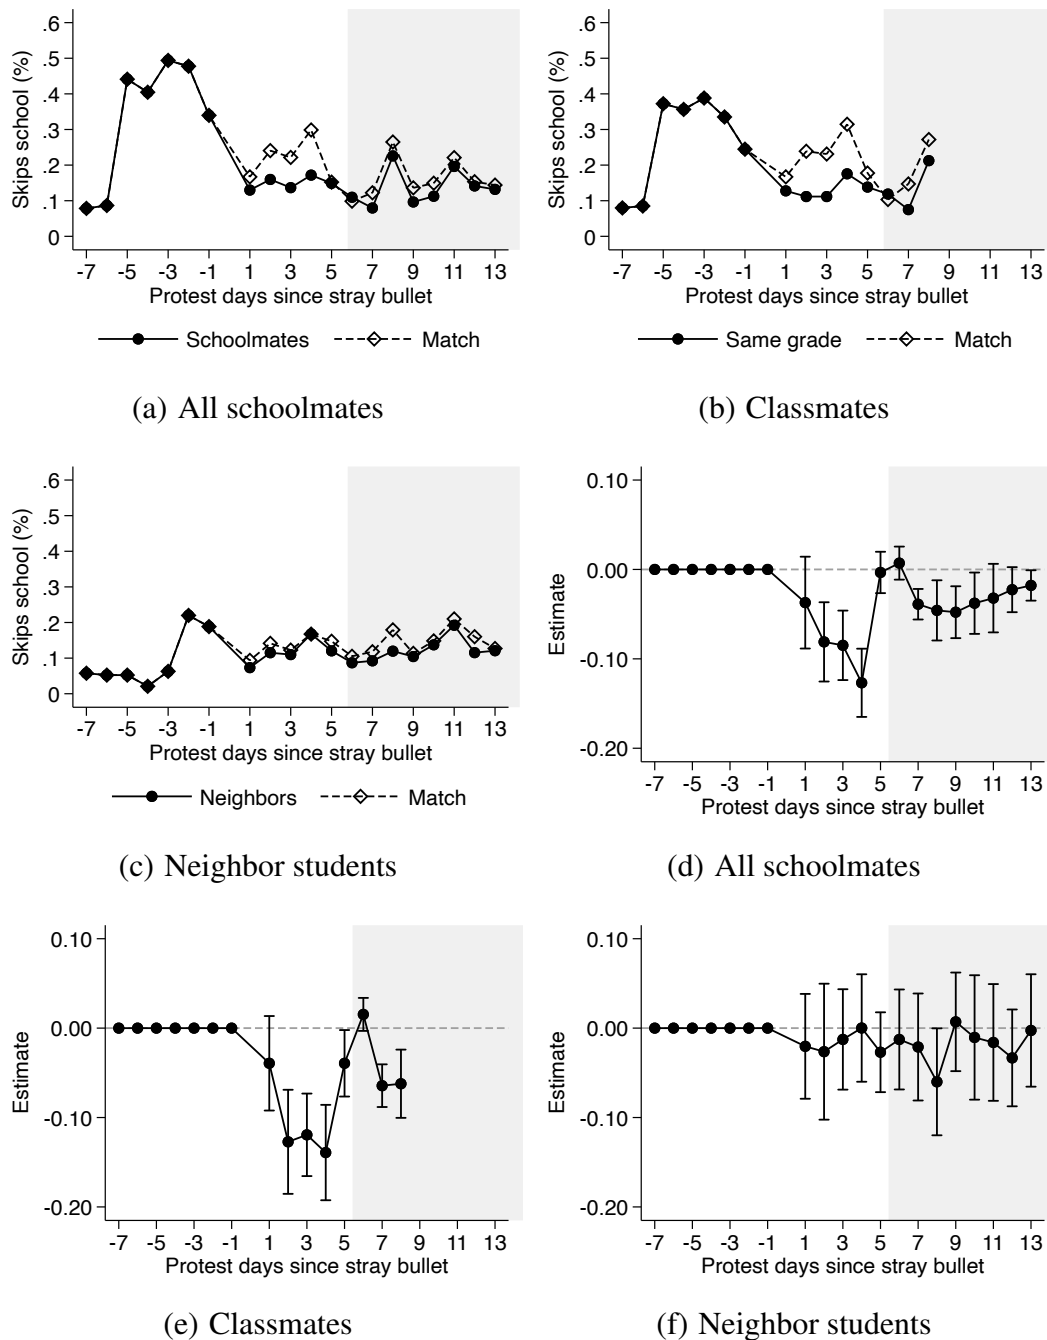 .6
.5
.4
.3
.2
.1
0
Skips school (%)
-7 -5 -3 -1 1 3 5 7 9 11 13
Protest days since stray bullet
Schoolmates Match
(a) All schoolmates
.6
.5
.4
.3
.2
.1
0
Skips school (%)
-7 -5 -3 -1 1 3 5 7 9 11 13
Protest days since stray bullet
Same grade Match
(b) Classmates
.6
.5
.4
.3
.2
.1
0
Skips school (%)
-7 -5 -3 -1 1 3 5 7 9 11 13
Protest days since stray bullet
Neighbors Match
(c) Neighbor students
0.10
0.00
-0.10
-0.20
Estimate
-7 -5 -3 -1 1 3 5 7 9 11 13
Protest days since stray bullet
(d) All schoolmates
0.10
0.00
-0.10
-0.20
Estimate
-7 -5 -3 -1 1 3 5 7 9 11 13
Protest days since stray bullet
(e) Classmates
0.10
0.00
-0.10
-0.20
Estimate
-7 -5 -3 -1 1 3 5 7 9 11 13
Protest days since stray bullet
(f) Neighbor students